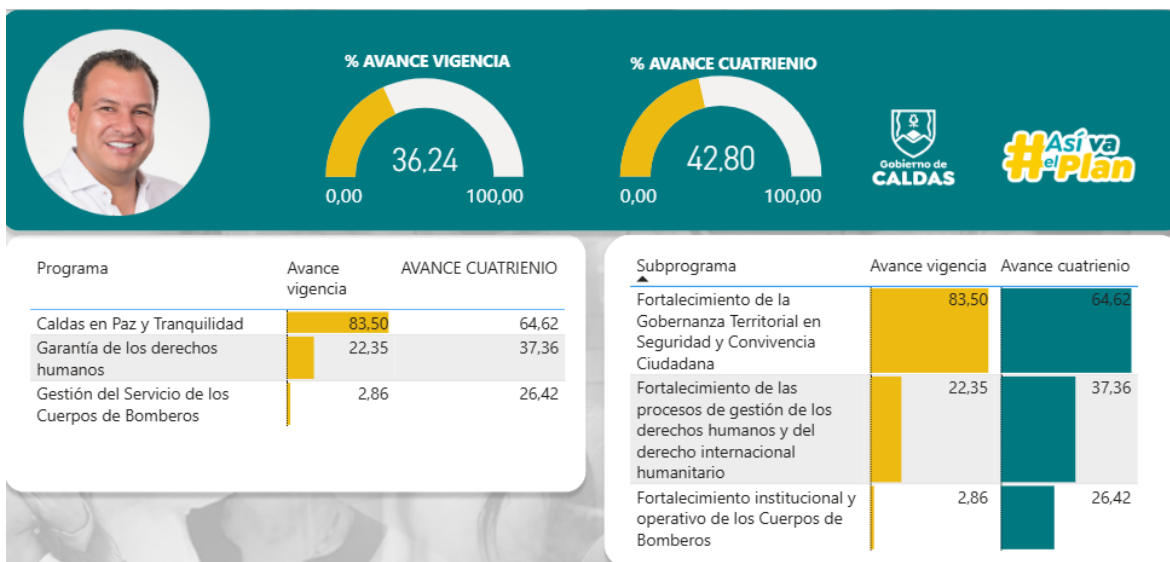 % AVANCE VIGENCIA
36,24
0,00 100,00
% AVANCE CUATRIENIO
42,80
0,00 100,00
Gobierno de
CALDAS
#Así va
el Plan
Programa Avance AVANCE CUATRIENIO
vigencia
Caldas en Paz y Tranquilidad 83,50 64,62
Garantía de los derechos 22,35 37,36
humanos
Gestión del Servicio de los 2,86 26,42
Cuerpos de Bomberos
Subprograma Avance vigencia Avance cuatrienio
Fortalecimiento de la 83,50 64,62
Gobernanza Territorial en
Seguridad y Convivencia
Ciudadana
Fortalecimiento de las 22,35 37,36
procesos de gestión de los
derechos humanos y del
derecho internacional
humanitario
Fortalecimiento institucional y 2,86 26,42
operativo de los Cuerpos de
Bomberos